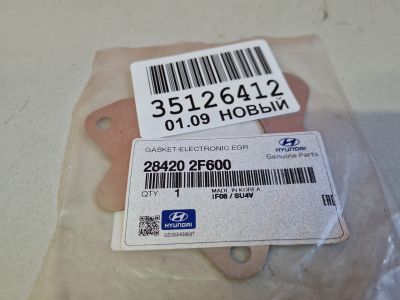 35126412
01.09 НОВЫЙ
GASKET-ELECTRONIC EGR
28420 2F600
HYUNDAI
Genuine Parts
QTY 1
MADE IN KOREA
IF08 / SU4V
HYUNDAI
EAC